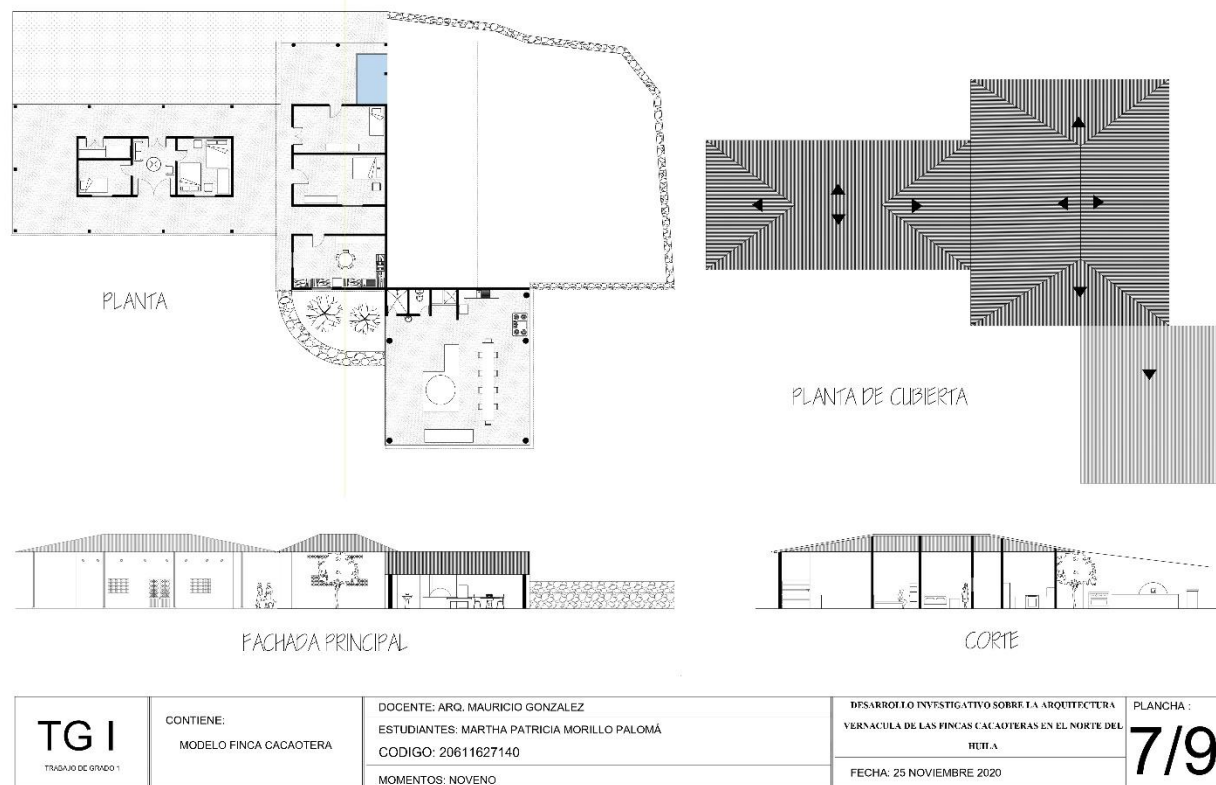 PLANTA
PLANTA DE CUBIERTA
FACHADA PRINCIPAL
CORTE
TG I
TRABAJO DE GRADO 1
CONTIENE:
MODELO FINCA CACAOTERA
DOCENTE: ARQ. MAURICIO GONZALEZ
ESTUDIANTES: MARTHA PATRICIA MORILLO PALOMÁ
CODIGO: 20611627140
MOMENTOS: NOVENO
DESARROLLO INVESTIGATIVO SOBRE LA ARQUITECTURA
VERNACULA DE LAS FINCAS CACAOTERAS EN EL NORTE DEL
HUILA
FECHA: 25 NOVIEMBRE 2020
PLANCHA :
7/9